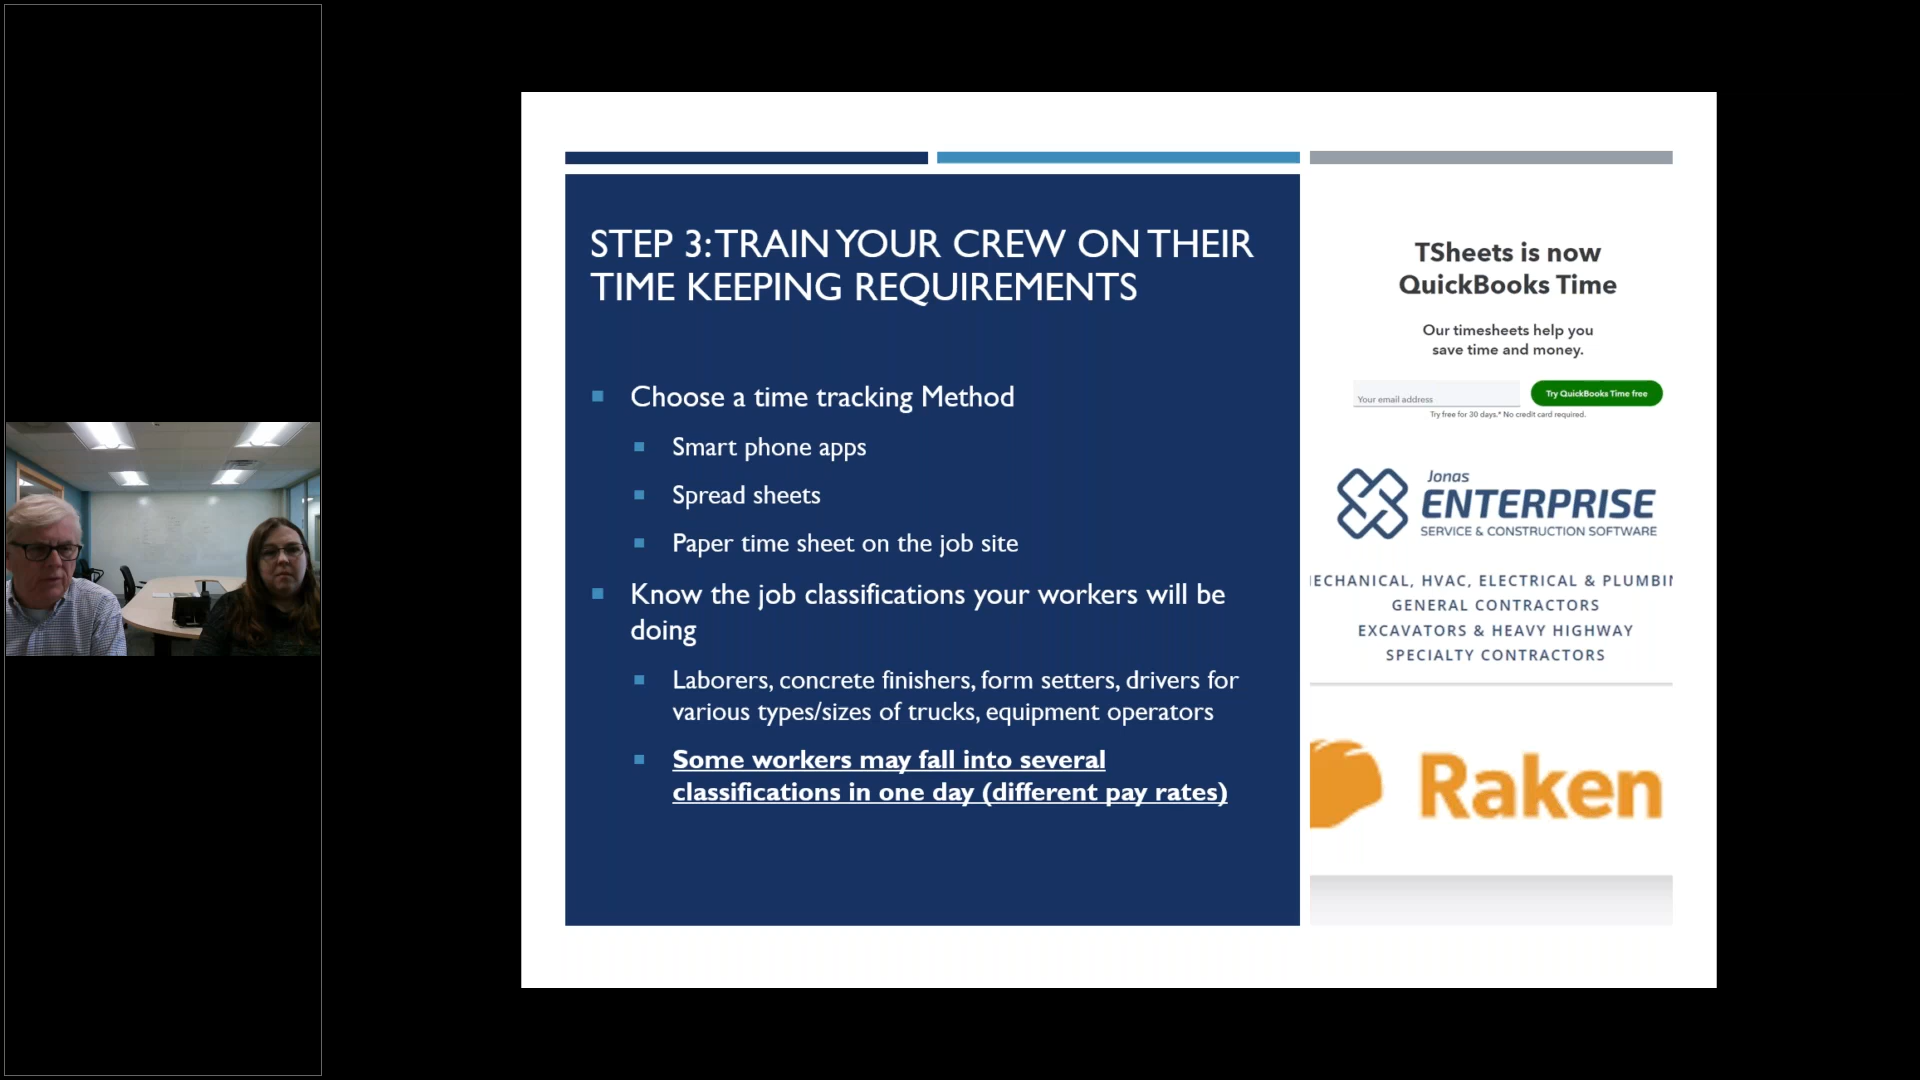 STEP 3: TRAIN YOUR CREW ON THEIR
TIME KEEPING REQUIREMENTS
Choose a time tracking Method
Smart phone apps
Spread sheets
Paper time sheet on the job site
Know the job classifications your workers will be
doing
Laborers, concrete finishers, form setters, drivers for
various types/sizes of trucks, equipment operators
Some workers may fall into several
classifications in one day (different pay rates)
TSheets is now
QuickBooks Time
Our timesheets help you
save time and money.
Your email address
Try QuickBooks Time free
Try free for 30 days.* No credit card required.
Jonas
ENTERPRISE
SERVICE & CONSTRUCTION SOFTWARE
ECHANICAL, HVAC, ELECTRICAL & PLUMBIN
GENERAL CONTRACTORS
EXCAVATORS & HEAVY HIGHWAY
SPECIALTY CONTRACTORS
Raken